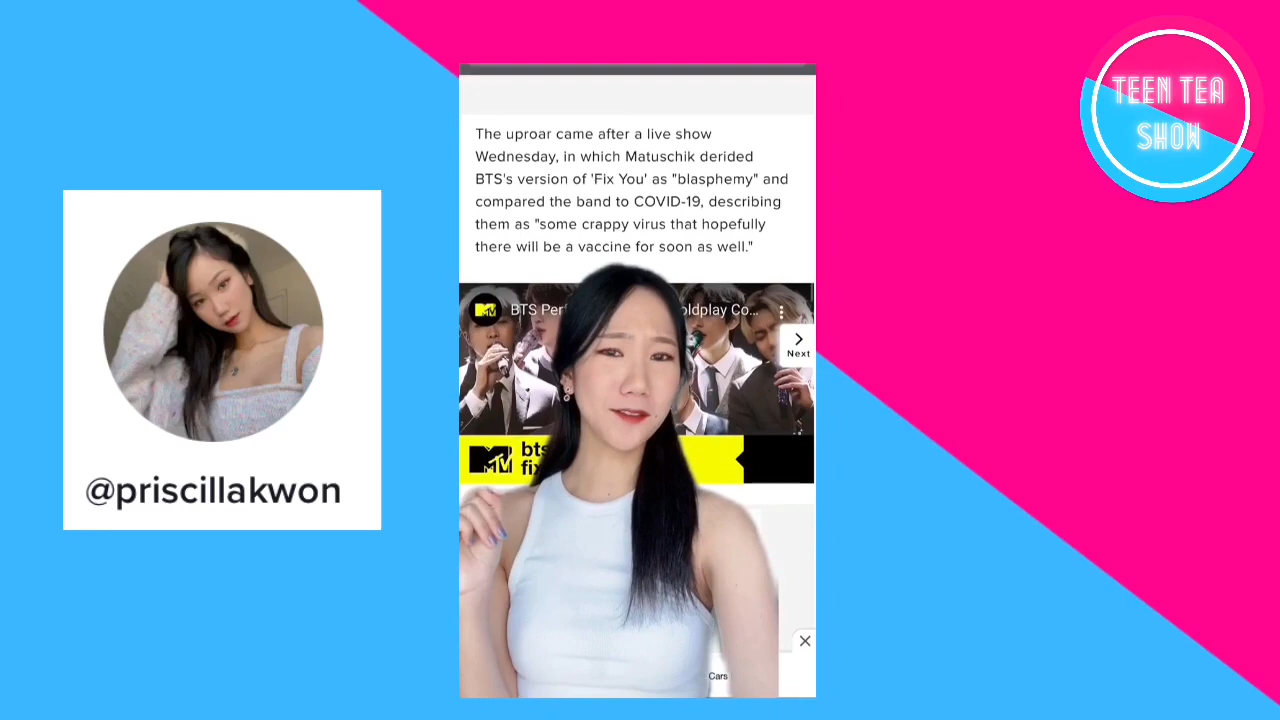 TEEN TEA
SHOW
The uproar came after a live show
Wednesday, in which Matuschik derided
BTS's version of 'Fix You' as "blasphemy" and
compared the band to COVID-19, describing
them as "some crappy virus that hopefully
there will be a vaccine for soon as well."
BTS Per oldplay Co...
Next
MTV bts
fix
@priscillakwon
Cars